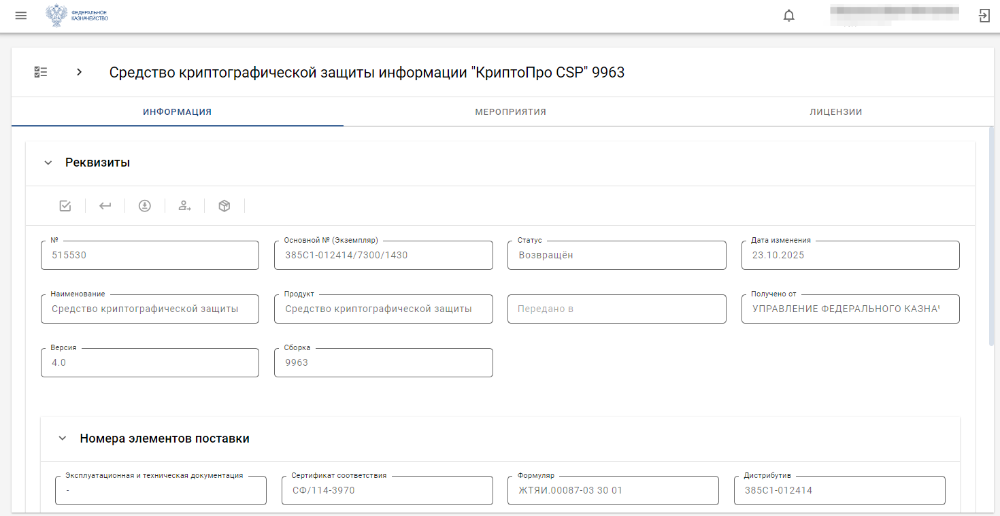 ФЕДЕРАЛЬНОЕ
КАЗНАЧЕЙСТВО
Средство криптографической защиты информации "КриптоПро CSP" 9963
ИНФОРМАЦИЯ
МЕРОПРИЯТИЯ
ЛИЦЕНЗИИ
Реквизиты
№
515530
Основной № (Экземпляр)
385С1-012414/7300/1430
Статус
Возвращён
Дата изменения
23.10.2025
Наименование
Средство криптографической защиты
Продукт
Средство криптографической защиты
Передано в
Получено от
УПРАВЛЕНИЕ ФЕДЕРАЛЬНОГО КАЗНАЧ
Версия
4.0
Сборка
9963
Номера элементов поставки
Эксплуатационная и техническая документация
-
Сертификат соответствия
СФ/114-3970
Формуляр
ЖТЯИ.00087-03 30 01
Дистрибутив
385С1-012414